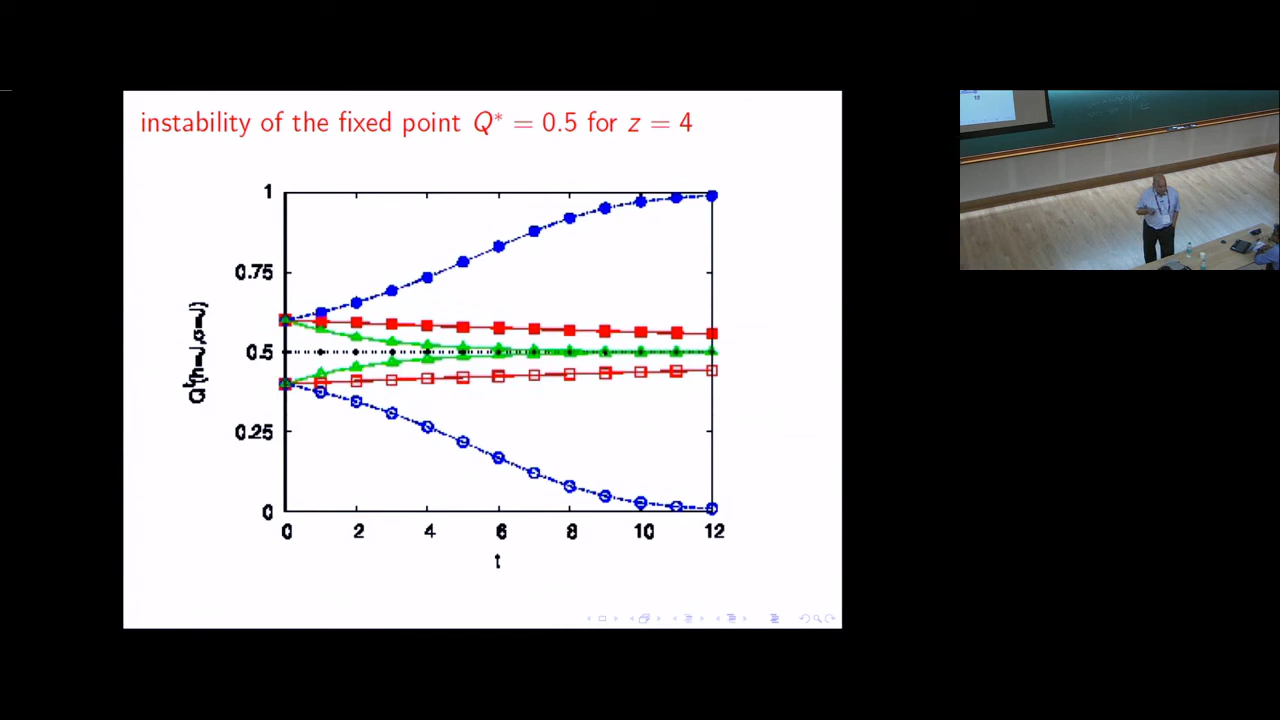 instability of the fixed point Q* = 0.5 for z = 4
1
0.75
0.5
0.25
0
Qᵗ(h=J,σ=J)
0 2 4 6 8 10 12
t